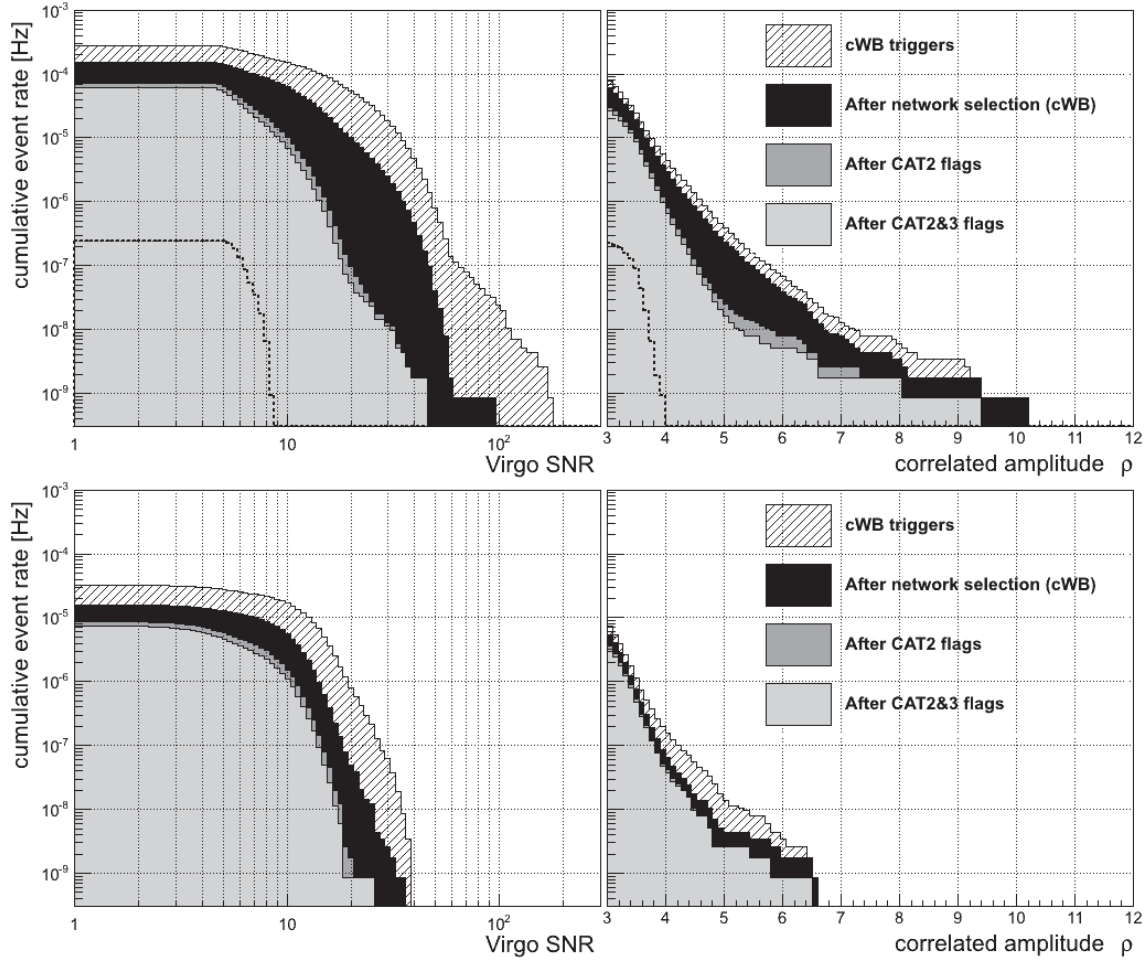 cumulative event rate [Hz]
10⁻³
10⁻⁴
10⁻⁵
10⁻⁶
10⁻⁷
10⁻⁸
10⁻⁹
1 10 10²
Virgo SNR
cWB triggers
After network selection (cWB)
After CAT2 flags
After CAT2&3 flags
3 4 5 6 7 8 9 10 11 12
correlated amplitude ρ
cumulative event rate [Hz]
10⁻³
10⁻⁴
10⁻⁵
10⁻⁶
10⁻⁷
10⁻⁸
10⁻⁹
1 10 10²
Virgo SNR
cWB triggers
After network selection (cWB)
After CAT2 flags
After CAT2&3 flags
3 4 5 6 7 8 9 10 11 12
correlated amplitude ρ